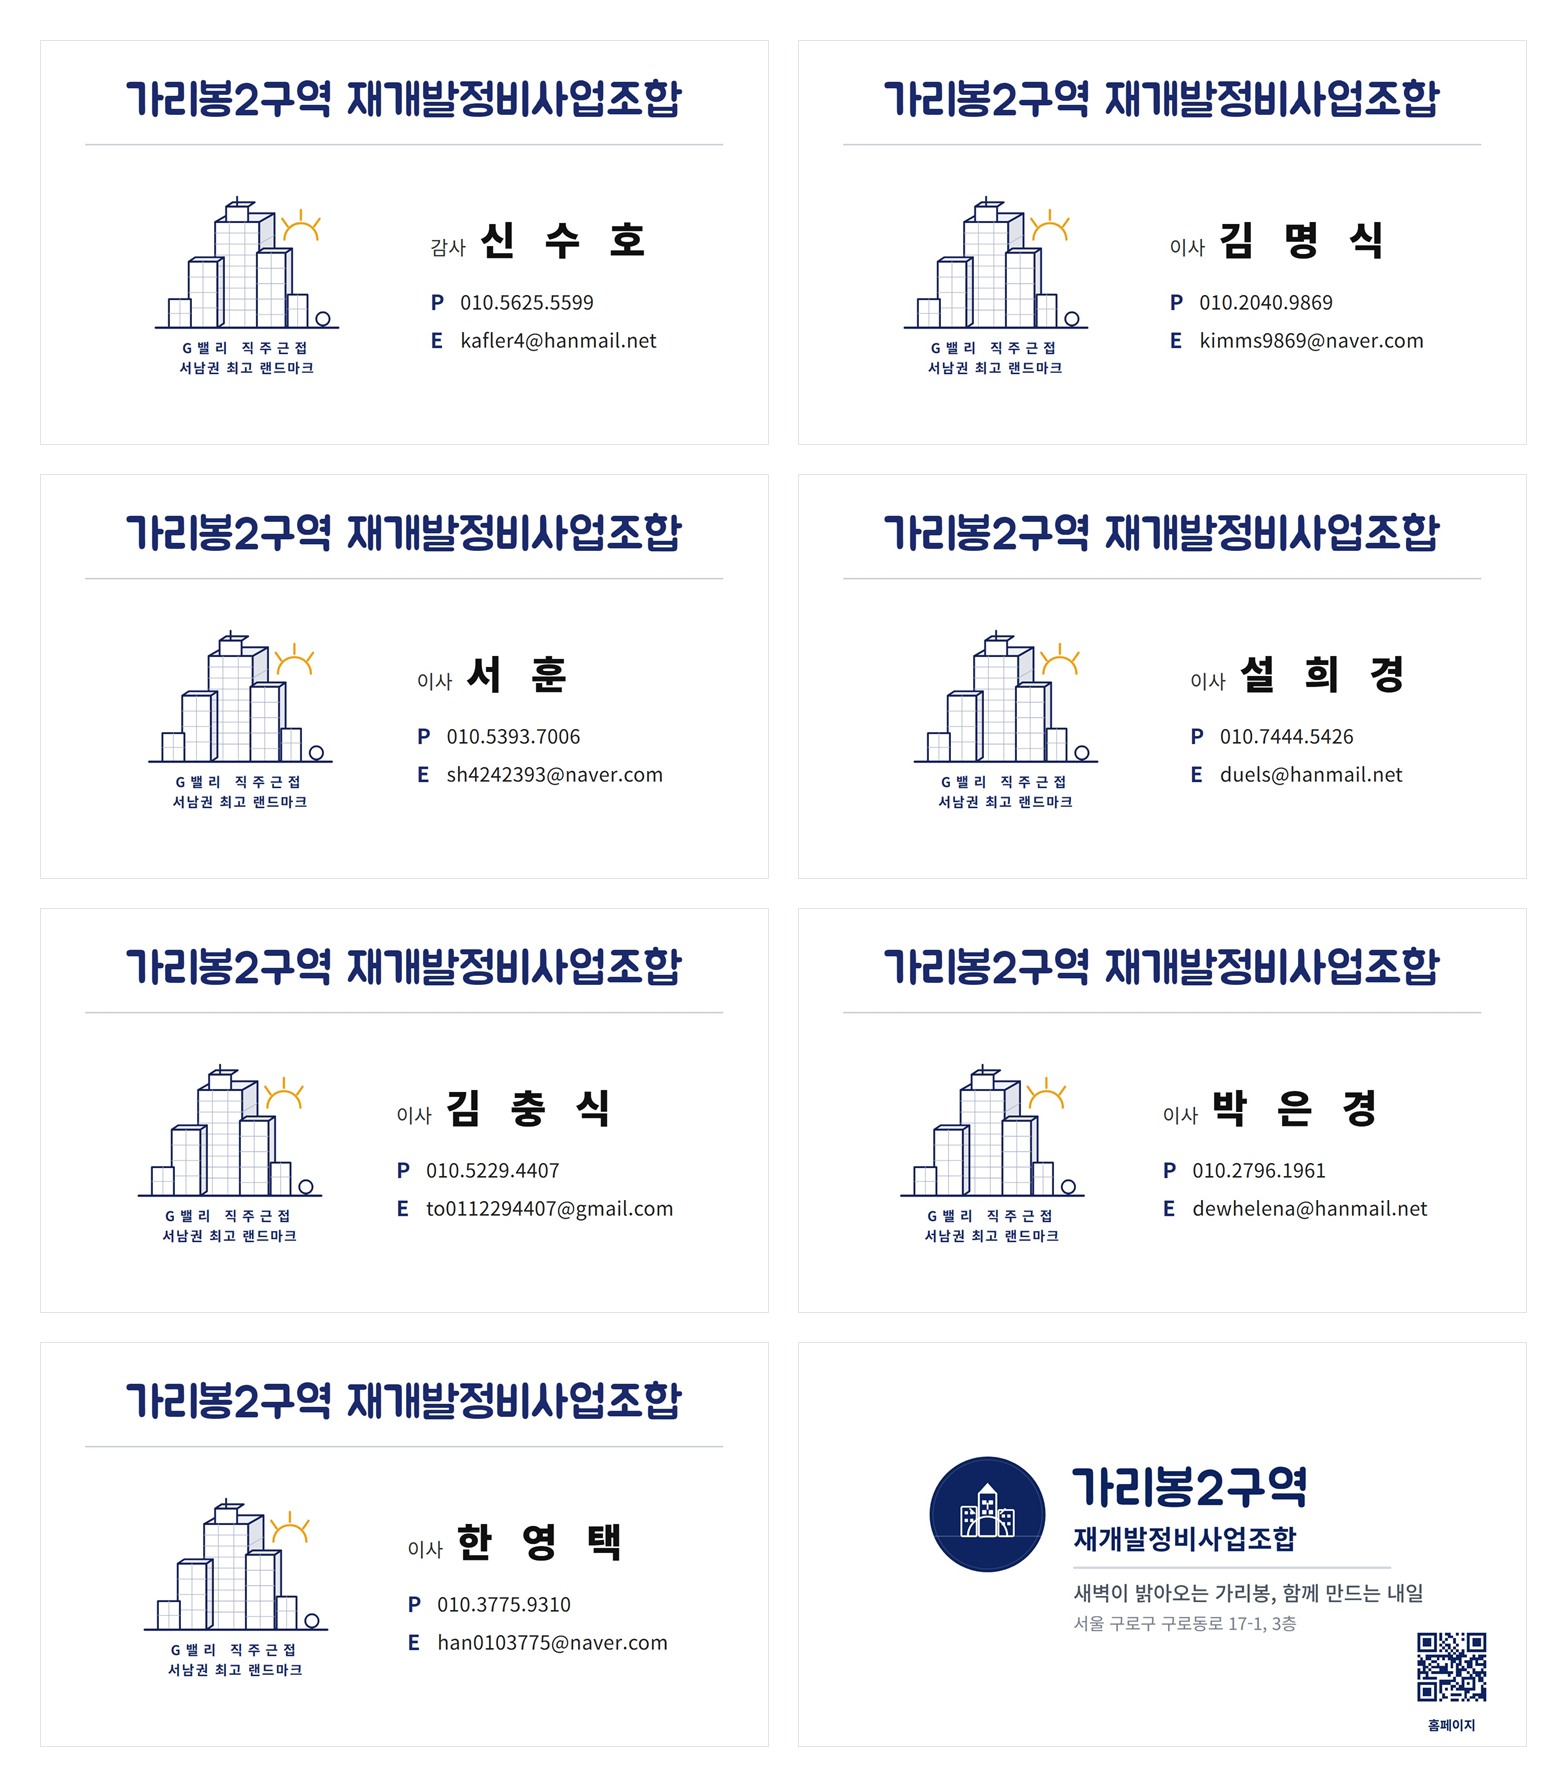 가리봉2구역 재개발정비사업조합
감사 신 수 호
P 010.5625.5599
E kafler4@hanmail.net
G밸리 직주근접
서남권 최고 랜드마크
가리봉2구역 재개발정비사업조합
이사 김 명 식
P 010.2040.9869
E kimms9869@naver.com
G밸리 직주근접
서남권 최고 랜드마크
가리봉2구역 재개발정비사업조합
이사 서 훈
P 010.5393.7006
E sh4242393@naver.com
G밸리 직주근접
서남권 최고 랜드마크
가리봉2구역 재개발정비사업조합
이사 설 희 경
P 010.7444.5426
E duels@hanmail.net
G밸리 직주근접
서남권 최고 랜드마크
가리봉2구역 재개발정비사업조합
이사 김 충 식
P 010.5229.4407
E to0112294407@gmail.com
G밸리 직주근접
서남권 최고 랜드마크
가리봉2구역 재개발정비사업조합
이사 박 은 경
P 010.2796.1961
E dewhelena@hanmail.net
G밸리 직주근접
서남권 최고 랜드마크
가리봉2구역 재개발정비사업조합
이사 한 영 택
P 010.3775.9310
E han0103775@naver.com
G밸리 직주근접
서남권 최고 랜드마크
가리봉2구역
재개발정비사업조합
새벽이 밝아오는 가리봉, 함께 만드는 내일
서울 구로구 구로동로 17-1, 3층
홈페이지